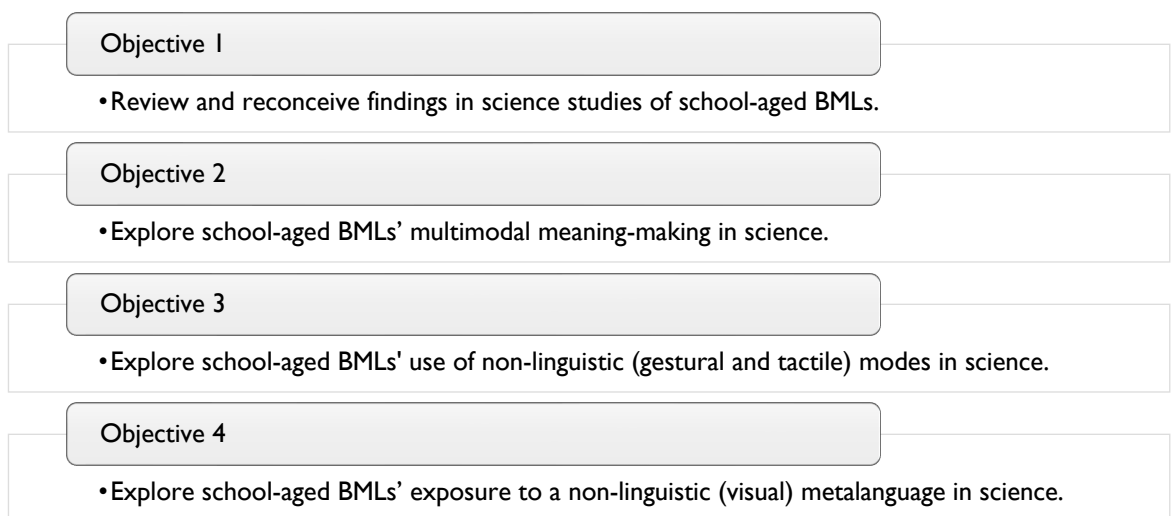 Objective 1
•Review and reconceive findings in science studies of school-aged BMLs.
Objective 2
•Explore school-aged BMLs’ multimodal meaning-making in science.
Objective 3
•Explore school-aged BMLs' use of non-linguistic (gestural and tactile) modes in science.
Objective 4
•Explore school-aged BMLs’ exposure to a non-linguistic (visual) metalanguage in science.